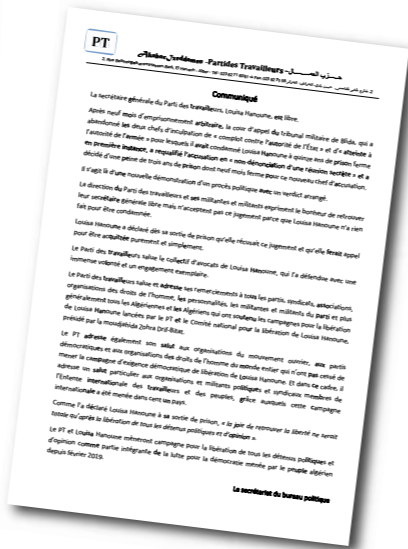 PT
Akabar Ixeddamen -Partides Travailleurs- حزب العمال
Communiqué
La secrétaire générale du Parti des travailleurs, Louisa Hanoune, est libre.
Après neuf mois d'emprisonnement arbitraire, la cour d'appel du tribunal militaire de Blida, qui a
abandonné les deux chefs d'inculpation de « complot contre l'autorité de l'État » et d'« atteinte à
l'autorité de l'armée » pour lesquels il avait condamné Louisa Hanoune à quinze ans de prison ferme
en première instance, a requalifié l'accusation en « non-dénonciation d'une réunion secrète » et a
décidé d'une peine de trois ans de prison dont neuf mois ferme pour ce nouveau chef d'accusation.
Il s'agit là d'une nouvelle démonstration d'un procès politique avec un verdict arrangé.
La direction du Parti des travailleurs et ses militantes et militants expriment le bonheur de retrouver
leur secrétaire générale libre mais n'acceptent pas ce jugement parce que Louisa Hanoune n'a rien
fait pour être condamnée.
Louisa Hanoune a déclaré dès sa sortie de prison qu'elle récusait ce jugement et qu'elle ferait appel
pour être acquittée purement et simplement.
Le Parti des travailleurs salue le collectif d'avocats de Louisa Hanoune, qui l'a défendue avec une
immense volonté et un engagement exemplaire.
Le Parti des travailleurs salue et adresse ses remerciements à tous les partis, syndicats, associations,
organisations des droits de l'homme, les personnalités, les militantes et militants du parti et plus
généralement tous les Algériennes et les Algériens qui ont soutenu les campagnes pour la libération
de Louisa Hanoune lancées par le PT et le Comité national pour la libération de Louisa Hanoune,
présidé par la moudjahida Zohra Drif-Bitat.
Le PT adresse également son salut aux organisations du mouvement ouvrier, aux partis
démocratiques et aux organisations des droits de l'homme du monde entier qui n'ont pas cessé de
mener la campagne d'exigence démocratique de libération de Louisa Hanoune. Et dans ce cadre, il
adresse un salut particulier aux organisations et militants politiques et syndicaux membres de
l'Entente internationale des travailleurs et des peuples, grâce auxquels cette campagne
internationale a été menée dans cent un pays.
Comme l'a déclaré Louisa Hanoune à sa sortie de prison, « la joie de retrouver la liberté ne serait
totale qu'après la libération de tous les détenus politiques et d'opinion ».
Le PT et Louisa Hanoune mèneront campagne pour la libération de tous les détenus politiques et
d'opinion comme partie intégrante de la lutte pour la démocratie menée par le peuple algérien
depuis février 2019.
Le secrétariat du bureau politique